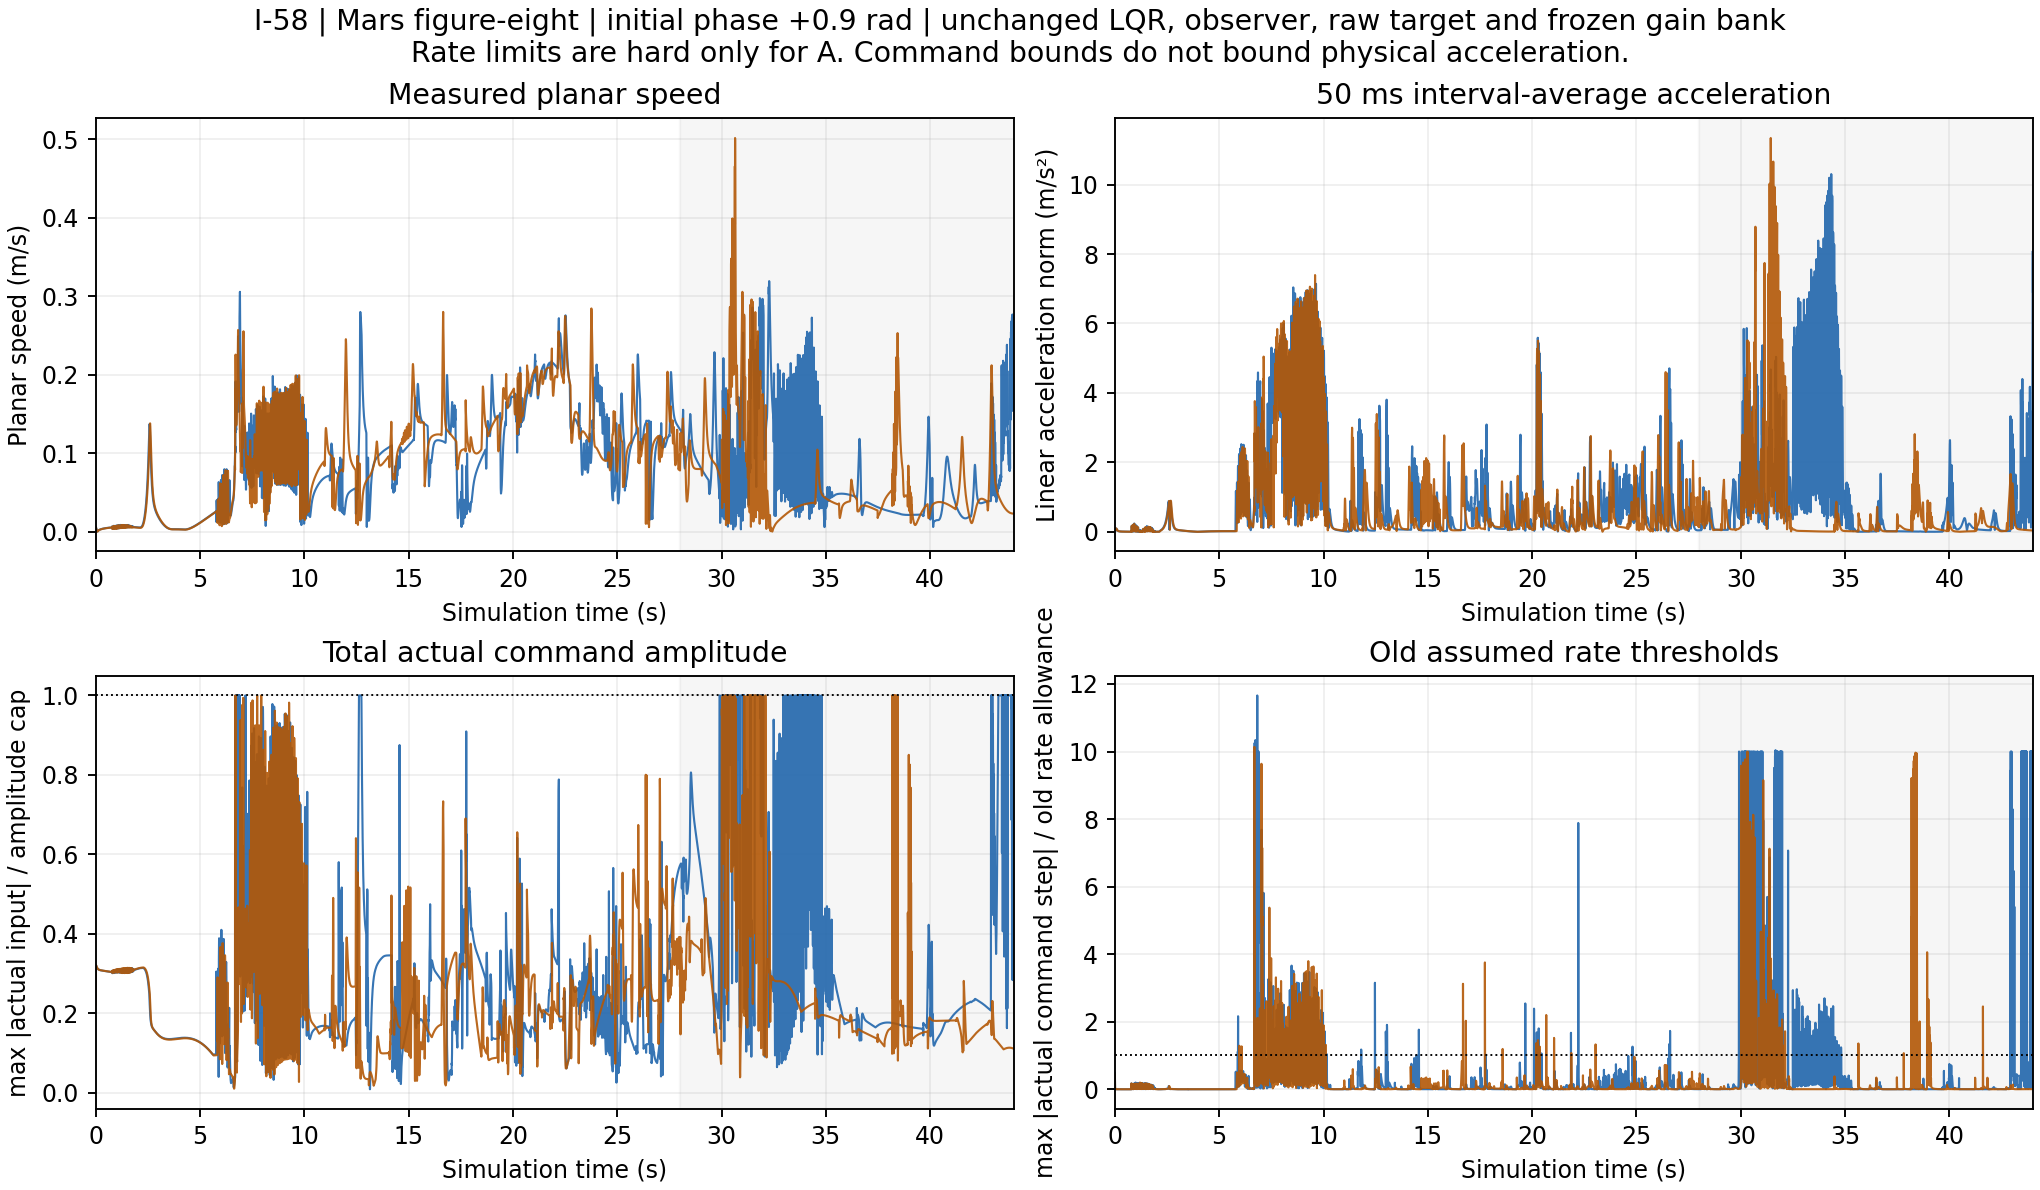 I-58 | Mars figure-eight | initial phase +0.9 rad | unchanged LQR, observer, raw target and frozen gain bank
Rate limits are hard only for A. Command bounds do not bound physical acceleration.
Measured planar speed
Planar speed (m/s)
0.5
0.4
0.3
0.2
0.1
0.0
0 5 10 15 20 25 30 35 40
Simulation time (s)
50 ms interval-average acceleration
Linear acceleration norm (m/s²)
10
8
6
4
2
0
0 5 10 15 20 25 30 35 40
Simulation time (s)
Total actual command amplitude
max |actual input| / amplitude cap
1.0
0.8
0.6
0.4
0.2
0.0
0 5 10 15 20 25 30 35 40
Simulation time (s)
Old assumed rate thresholds
max |actual command step| / old rate allowance
12
10
8
6
4
2
0
0 5 10 15 20 25 30 35 40
Simulation time (s)